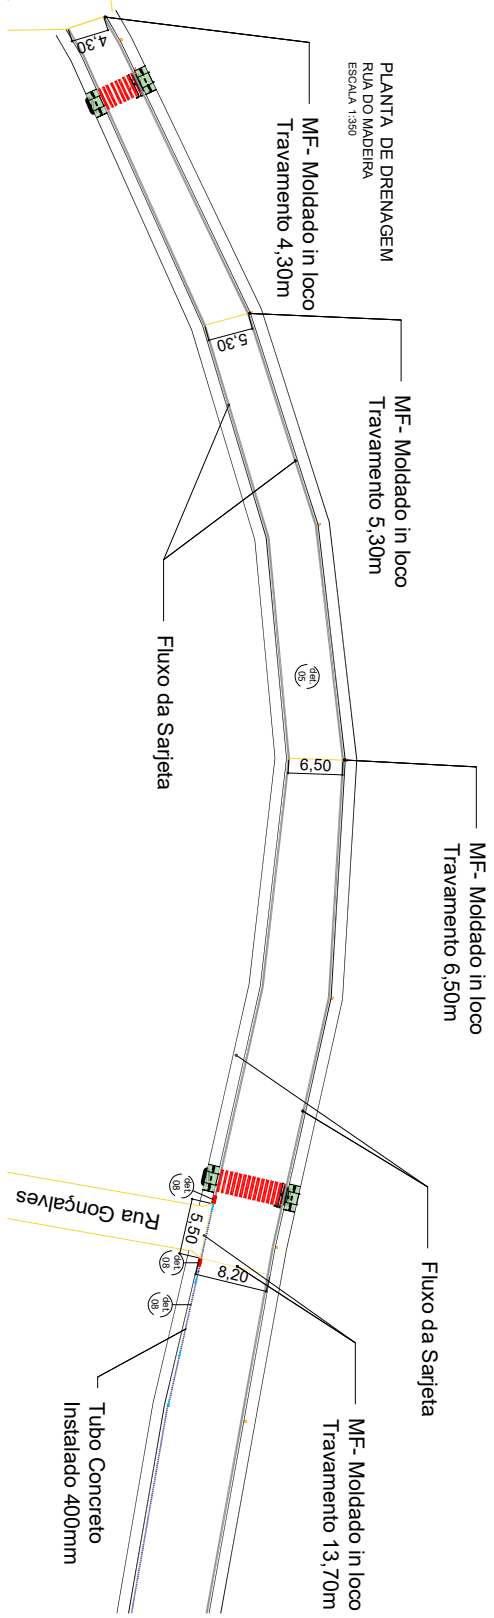 PLANTA DE DRENAGEM
RUA DO MADEIRA
ESCALA 1:350
4,30
MF- Moldado in loco
Travamento 4,30m
5,30
MF- Moldado in loco
Travamento 5,30m
Fluxo da Sarjeta
det.
05
6,50
MF- Moldado in loco
Travamento 6,50m
Fluxo da Sarjeta
det.
08
Rua Gonçalves
5,50
det.
08
8,20
det.
08
MF- Moldado in loco
Travamento 13,70m
Tubo Concreto
Instalado 400mm